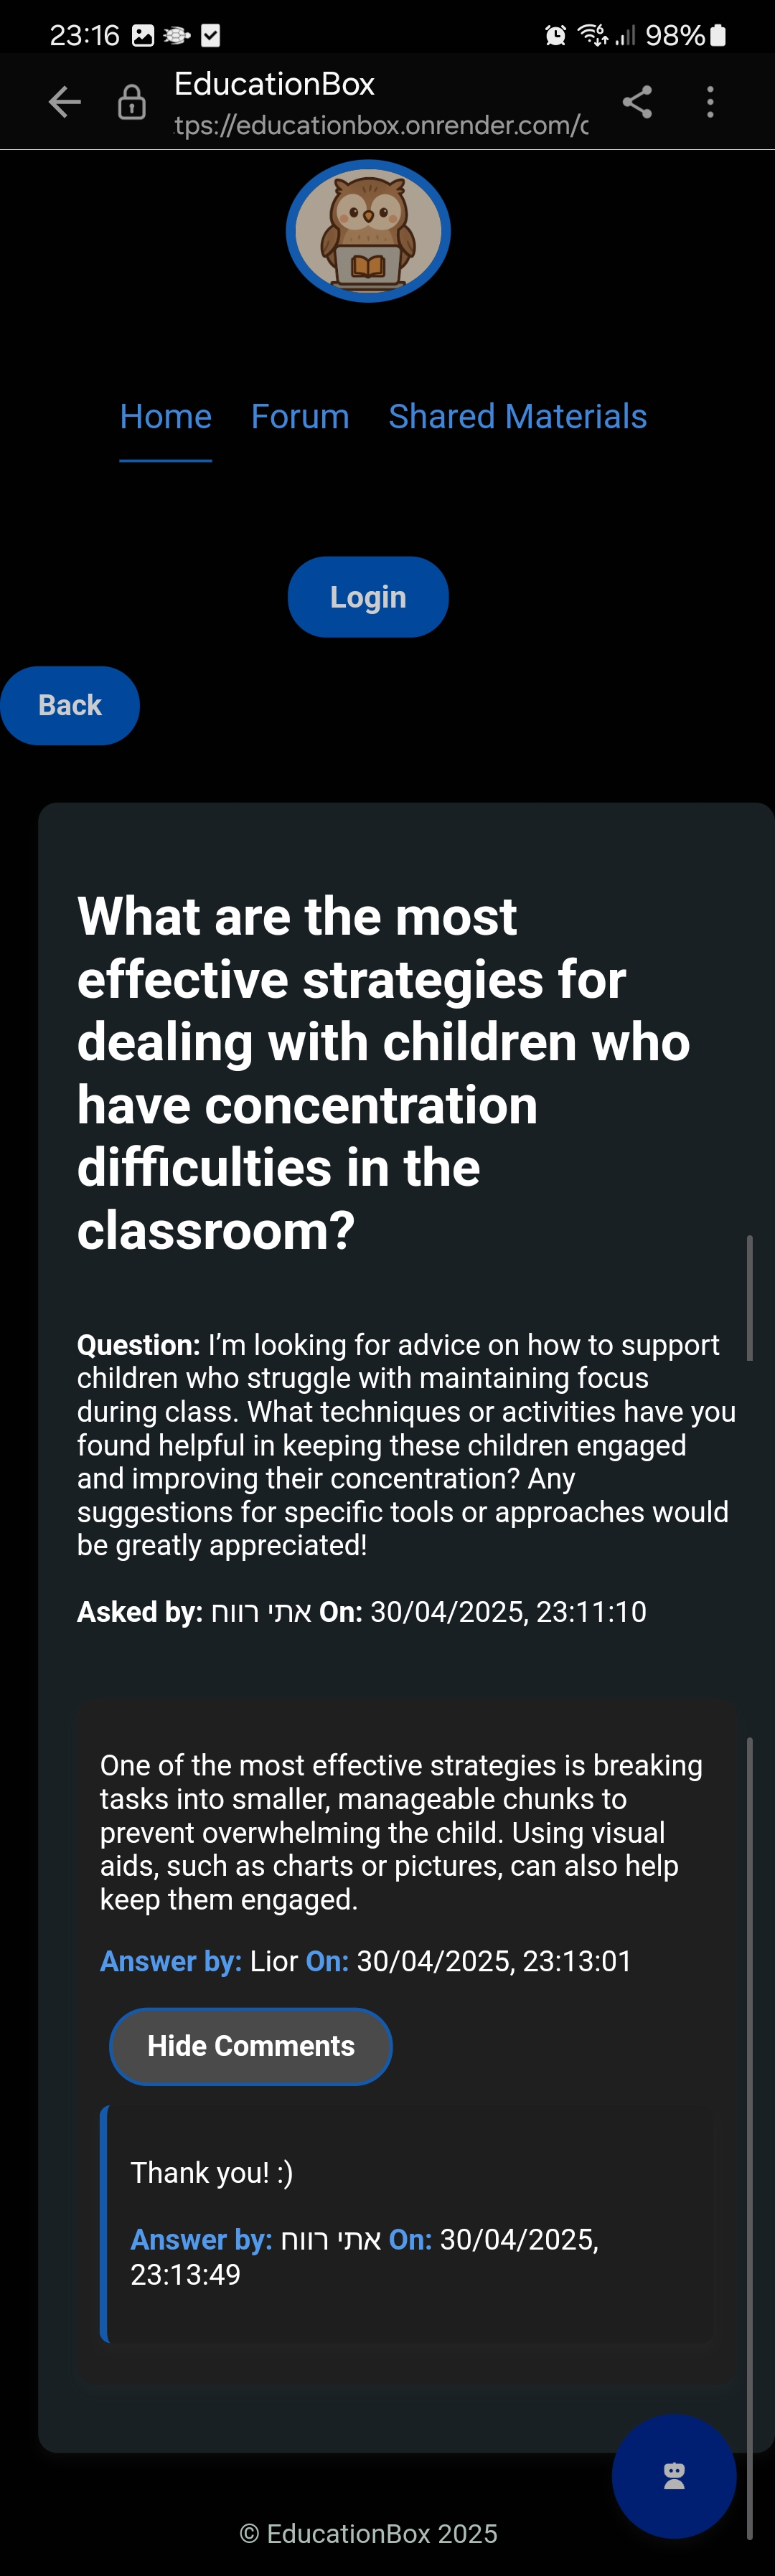 23:16
98%
EducationBox
tps://educationbox.onrender.com/c
Home Forum Shared Materials
Login
Back
What are the most
effective strategies for
dealing with children who
have concentration
difficulties in the
classroom?
Question: I’m looking for advice on how to support
children who struggle with maintaining focus
during class. What techniques or activities have you
found helpful in keeping these children engaged
and improving their concentration? Any
suggestions for specific tools or approaches would
be greatly appreciated!
Asked by: אתי רווח On: 30/04/2025, 23:11:10
One of the most effective strategies is breaking
tasks into smaller, manageable chunks to
prevent overwhelming the child. Using visual
aids, such as charts or pictures, can also help
keep them engaged.
Answer by: Lior On: 30/04/2025, 23:13:01
Hide Comments
Thank you! :)
Answer by: אתי רווח On: 30/04/2025,
23:13:49
© EducationBox 2025